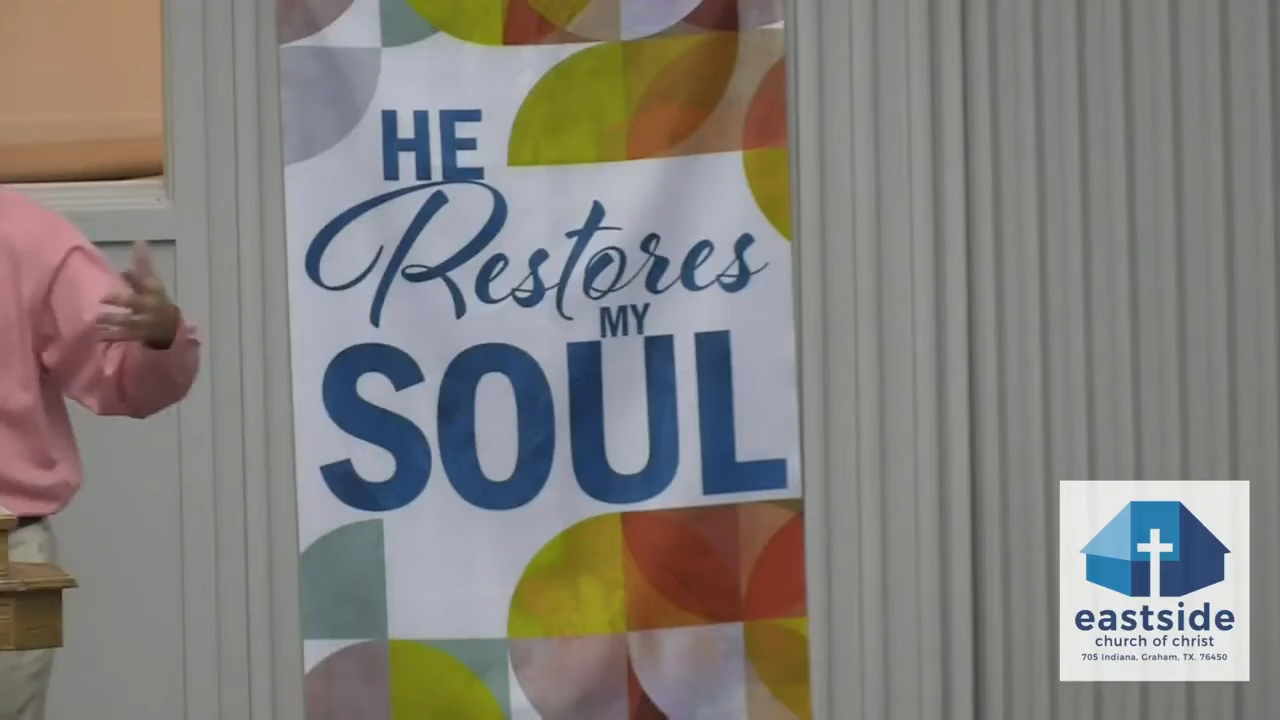 HE
Restores
MY
SOUL
eastside
church of christ
705 Indiana, Graham, TX. 76450